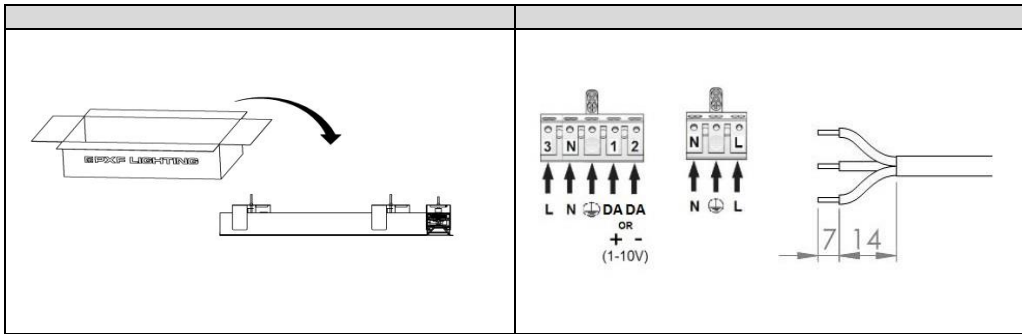 EPXF LIGHTING
3 N 1 2
L N DA DA
OR
+ -
(1-10V)
N L
N L
7 14